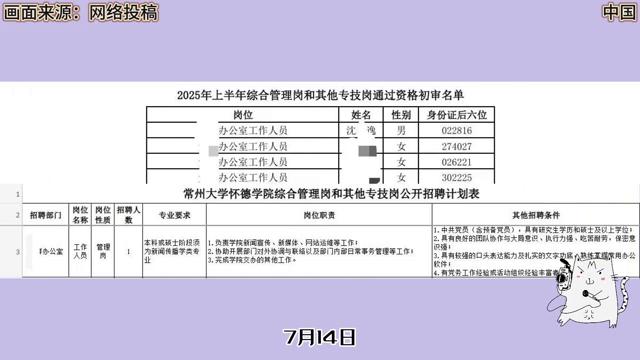 画面来源：网络投稿
中国
2025年上半年综合管理岗和其他专技岗通过资格初审名单
岗位 姓名 性别 身份证后六位
办公室工作人员 沈 逸 男 022816
办公室工作人员 女 274027
办公室工作人员 女 026221
办公室工作人员 女 302225
1 常州大学怀德学院综合管理岗和其他专技岗公开招聘计划表
2 招聘部门 岗位名称 岗位性质 招聘人数 专业要求 岗位职责 其他招聘条件
3 办公室 工作人员 管理岗 1 本科或硕士阶段须为新闻传播学类专业
1.负责学院新闻宣传、新媒体、网站运维等工作；
2.协助开展部门对外协调与联络以及部门内部日常事务管理等工作；
3.完成学院交办的其他工作。
1.中共党员（含预备党员），具有研究生学历和硕士及以上学位；
2.具有良好的团队协作与大局意识、执行力强、吃苦耐劳，保密意识强；
3.具有较强的口头表达能力及扎实的文字功底，熟练掌握常用办公软件；
4.有党务工作经验或活动组织经验丰富者
7月14日